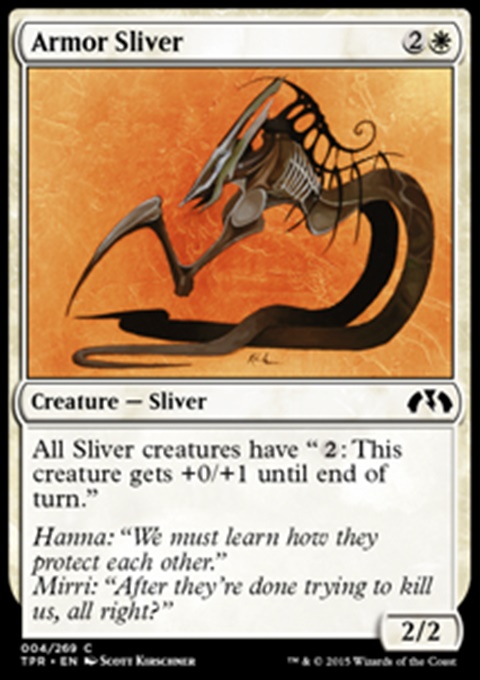 Armor Sliver 2
Creature — Sliver
All Sliver creatures have “2: This
creature gets +0/+1 until end of
turn.”
Hanna: “We must learn how they
protect each other.”
Mirri: “After they’re done trying to kill
us, all right?”
2/2
004/269 C
TPR • EN Scott Kirschner
™ & © 2015 Wizards of the Coast